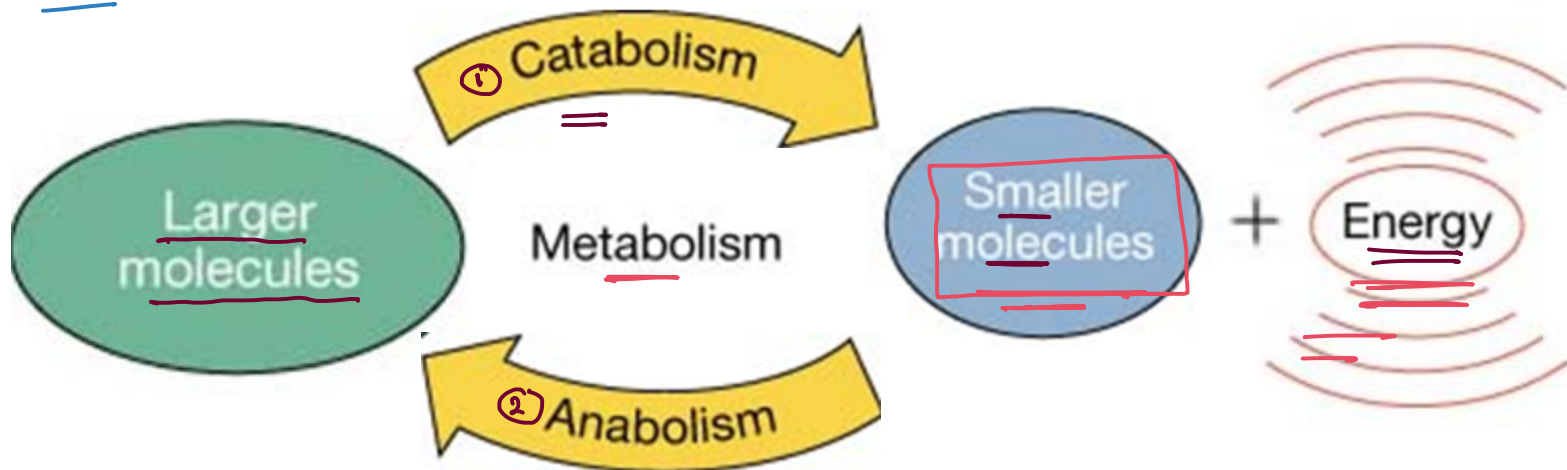 ① Catabolism
Larger
molecules
Metabolism
Smaller
molecules
+
Energy
② Anabolism